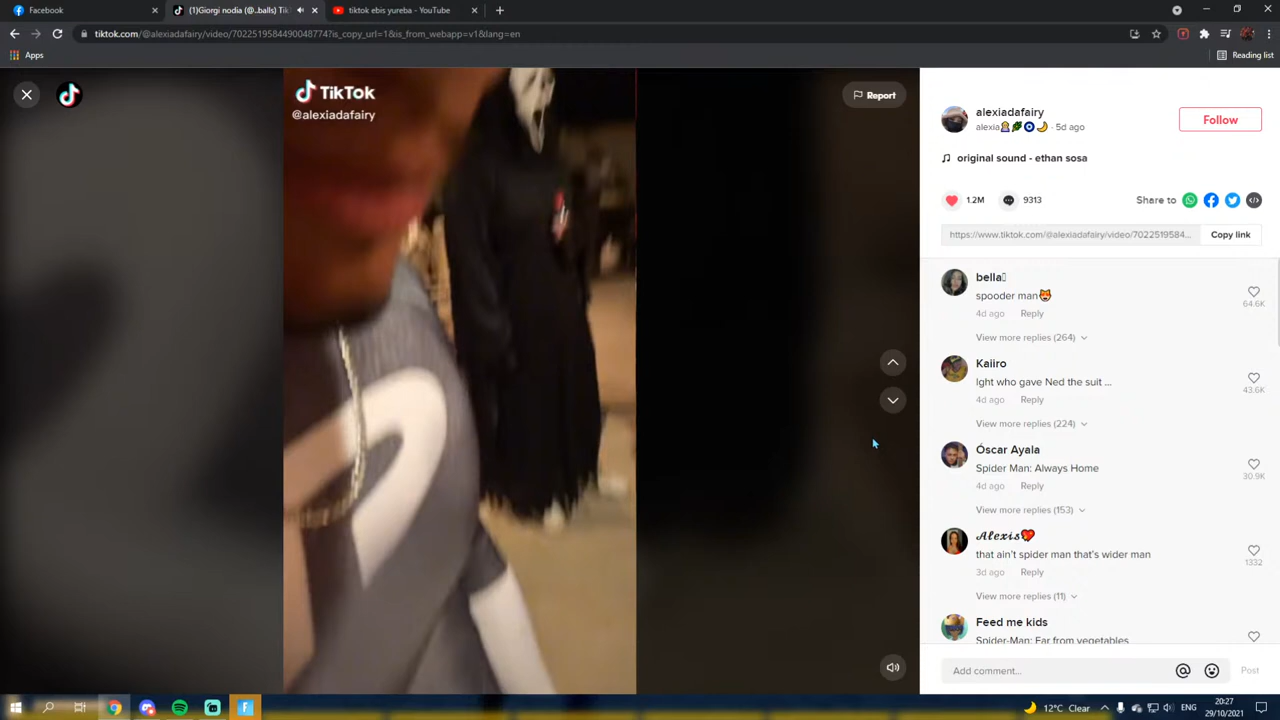 Facebook
(1)Giorgi nodia (@..balls) Tik
tiktok ebis yureba - YouTube
tiktok.com/@alexiadafairy/video/7022519584490048774?is_copy_url=1&is_from_webapp=v1&lang=en
Apps
Reading list
TikTok
@alexiadafairy
Report
alexiadafairy
alexia🧝‍♀️🌿🧿🌙 · 5d ago
Follow
original sound - ethan sosa
1.2M
9313
Share to
https://www.tiktok.com/@alexiadafairy/video/7022519584...
Copy link
bella
spooder man
64.6K
4d ago Reply
View more replies (264)
Kaiiro
Ight who gave Ned the suit ...
43.6K
4d ago Reply
View more replies (224)
Óscar Ayala
Spider Man: Always Home
30.9K
4d ago Reply
View more replies (153)
𝓐𝓵𝓮𝔁𝓲𝓼
that ain't spider man that's wider man
1332
3d ago Reply
View more replies (11)
Feed me kids
Spider-Man: Far from vegetables
Add comment...
@
Post
12°C Clear
ENG
20:27
29/10/2021